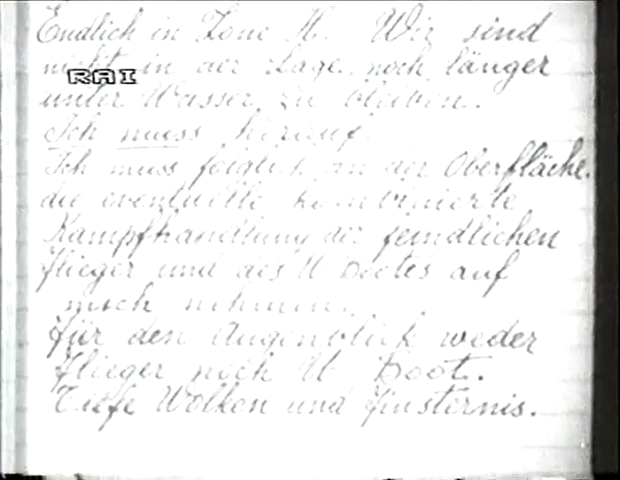 Endlich in Zone K. Wir sind
nicht in der Lage, noch länger
RAI
unter Wasser zu bleiben.
Ich muss herauf.
Ich muss folglich an der Oberfläche
die eventuelle kombinierte
Kampfhandlung der feindlichen
flieger und des U Bootes auf
mich nehmen.
für den Augenblick weder
flieger noch U Boot.
Tiefe Wolken und finsternis.